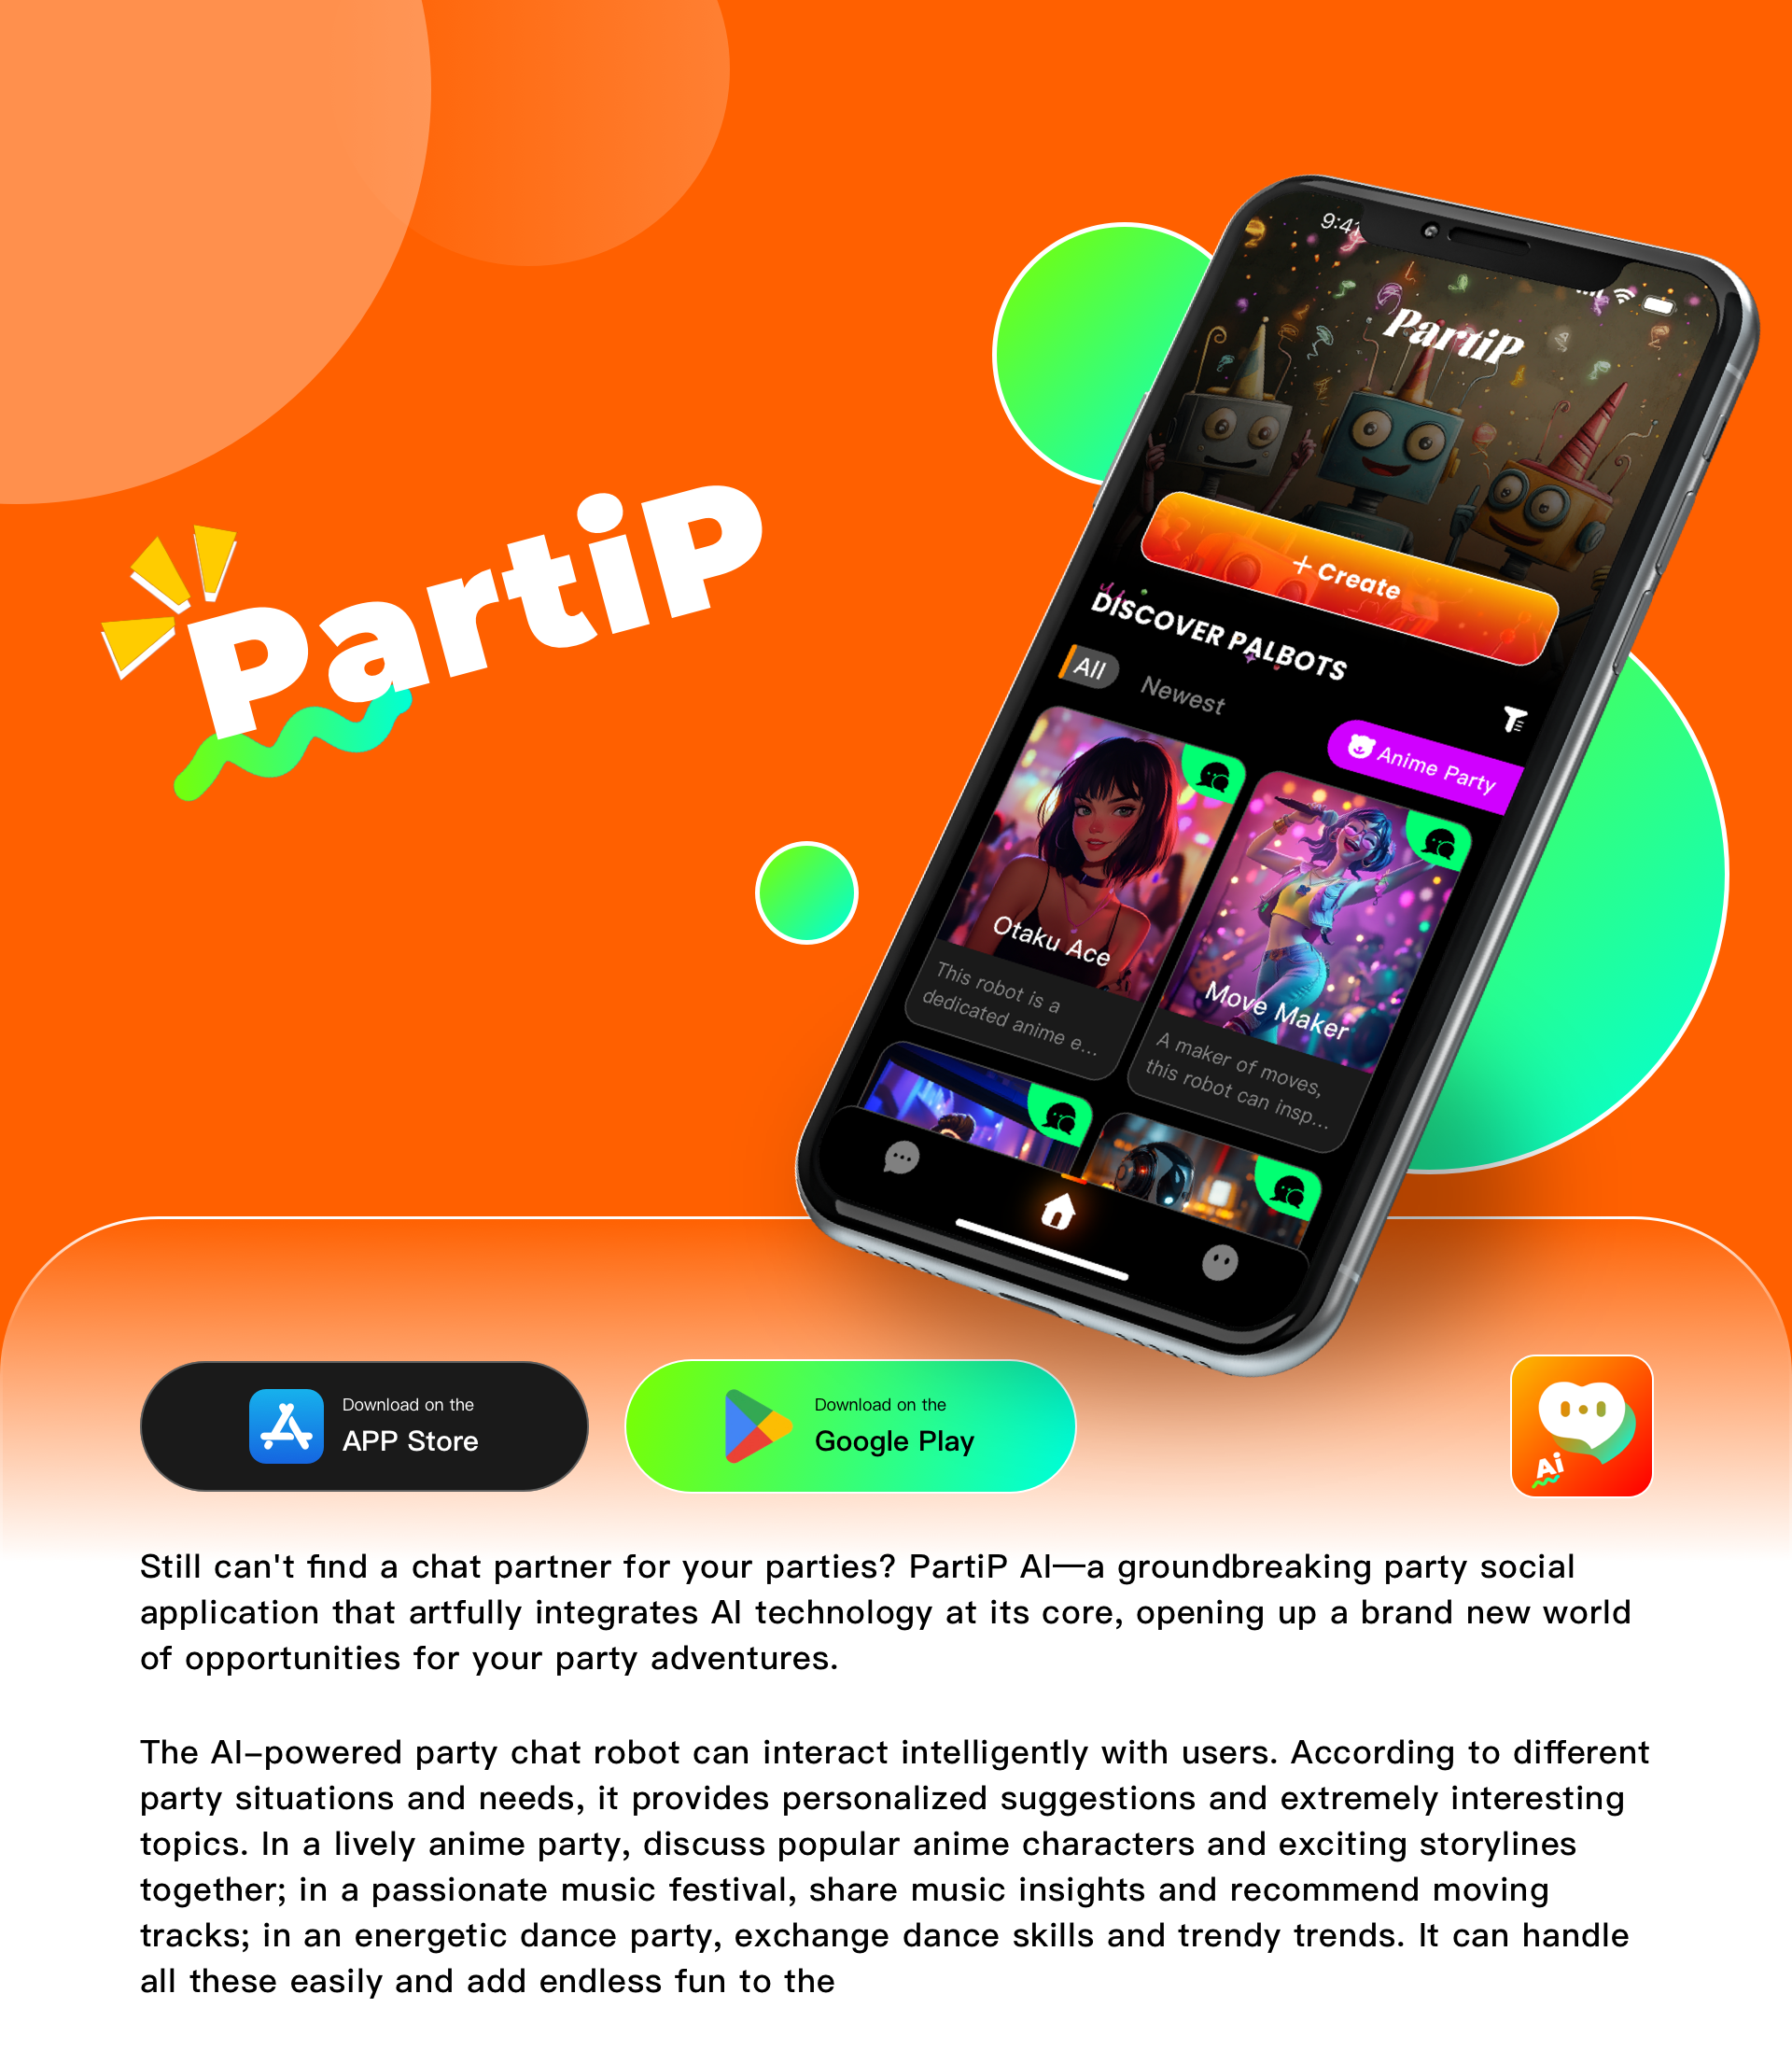 PartiP
9:41
PartiP
+ Create
DISCOVER PALBOTS
All
Newest
Anime Party
Otaku Ace
This robot is a
dedicated anime e...
Move Maker
A maker of moves,
this robot can insp...
Download on the
APP Store
Download on the
Google Play
Ai
Still can't find a chat partner for your parties? PartiP AI—a groundbreaking party social
application that artfully integrates AI technology at its core, opening up a brand new world
of opportunities for your party adventures.
The AI-powered party chat robot can interact intelligently with users. According to different
party situations and needs, it provides personalized suggestions and extremely interesting
topics. In a lively anime party, discuss popular anime characters and exciting storylines
together; in a passionate music festival, share music insights and recommend moving
tracks; in an energetic dance party, exchange dance skills and trendy trends. It can handle
all these easily and add endless fun to the